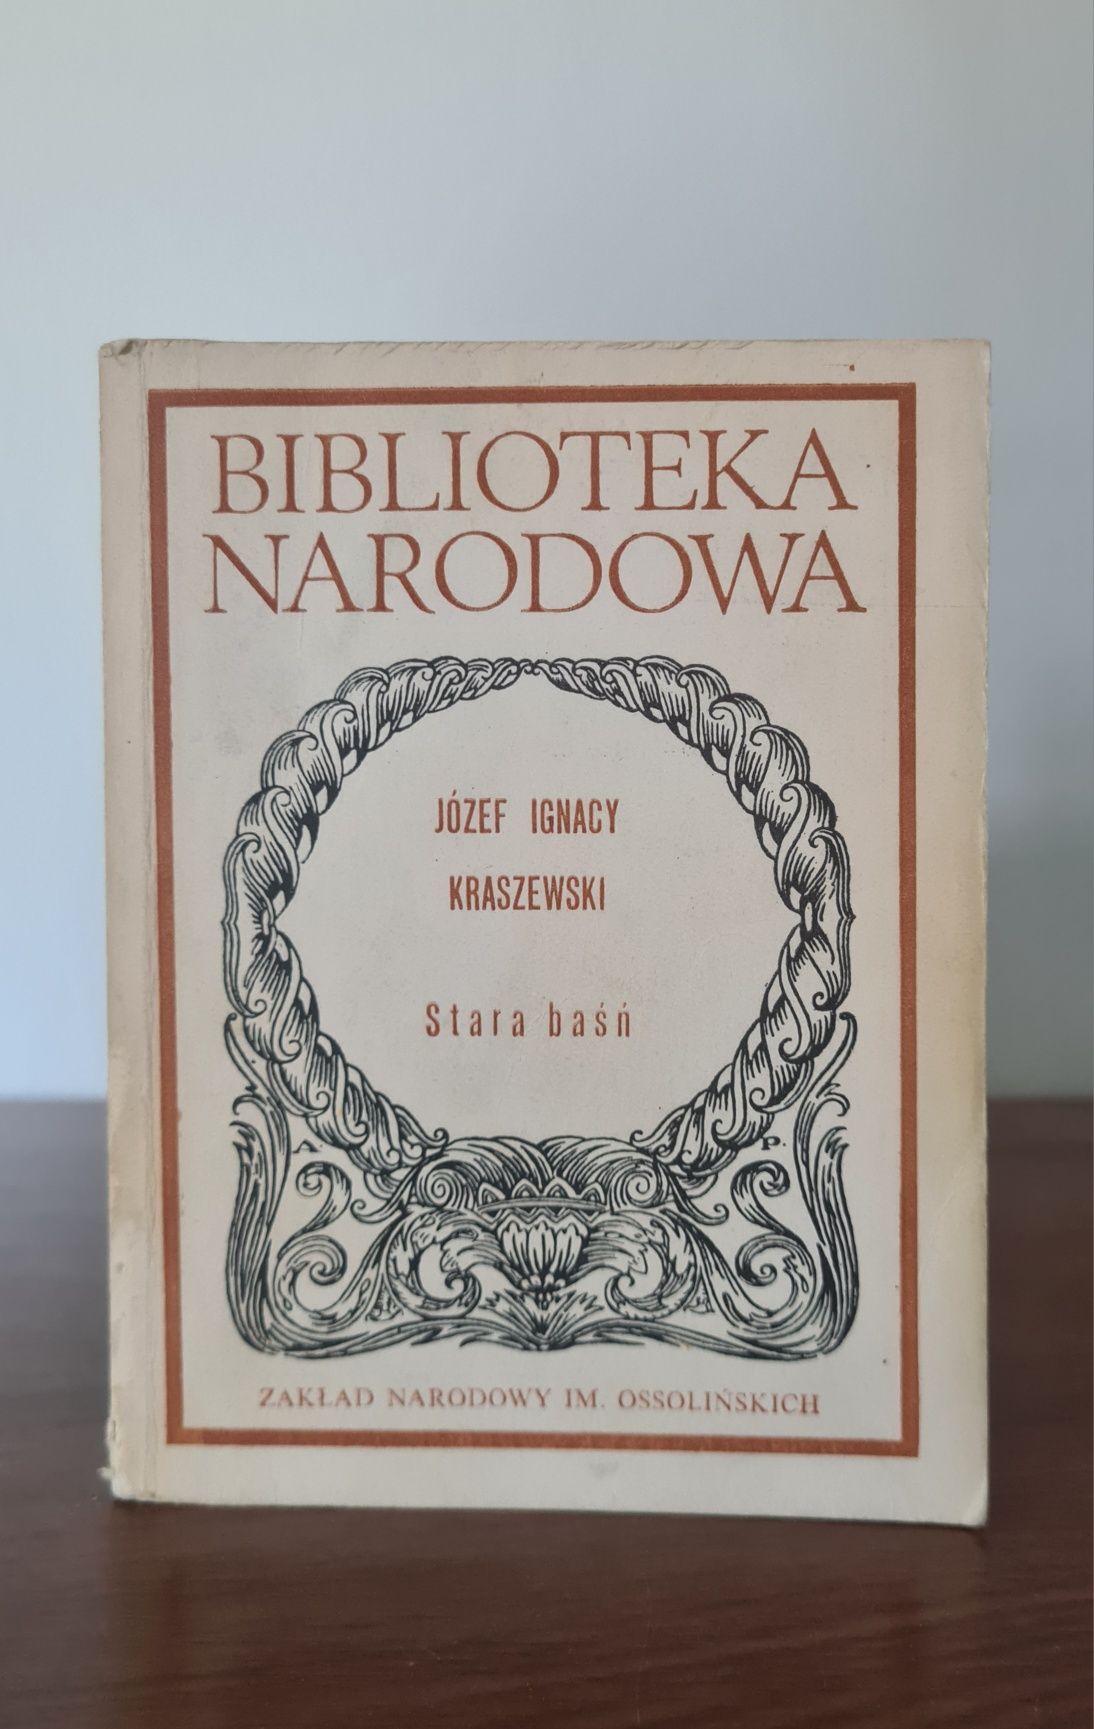 BIBLIOTEKA
NARODOWA
JÓZEF IGNACY
KRASZEWSKI
Stara baśń
A P.
ZAKŁAD NARODOWY IM. OSSOLIŃSKICH